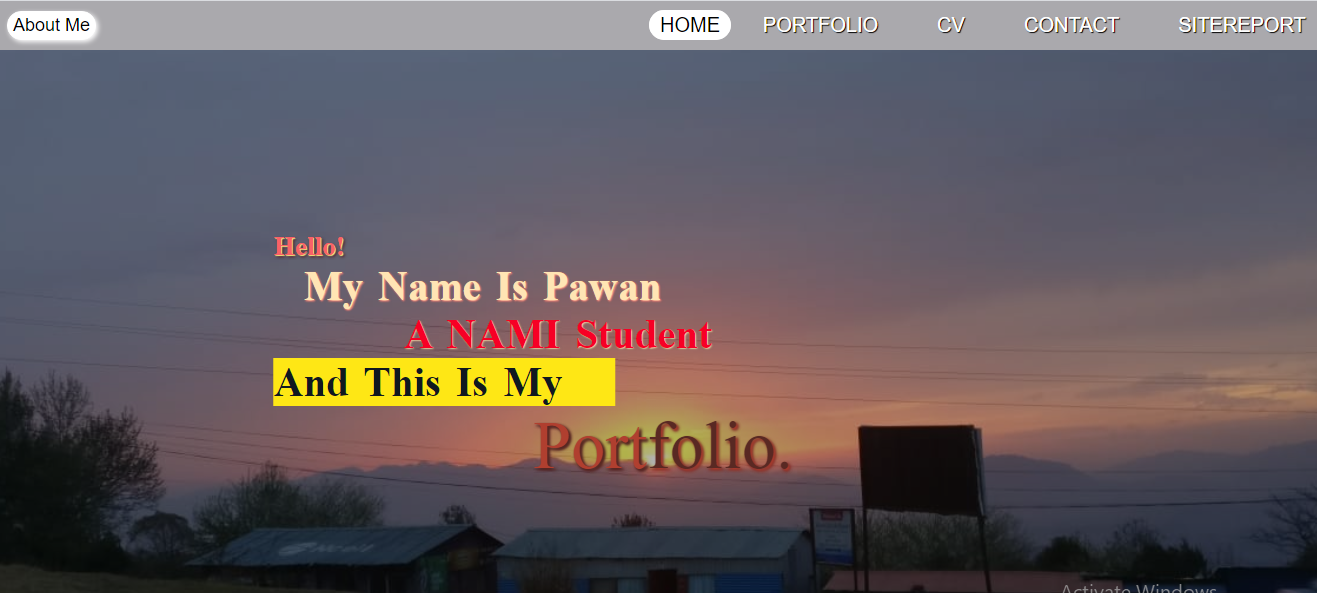 About Me
HOME PORTFOLIO CV CONTACT SITEREPORT
Hello!
My Name Is Pawan
A NAMI Student
And This Is My
Portfolio.
Activate Windows